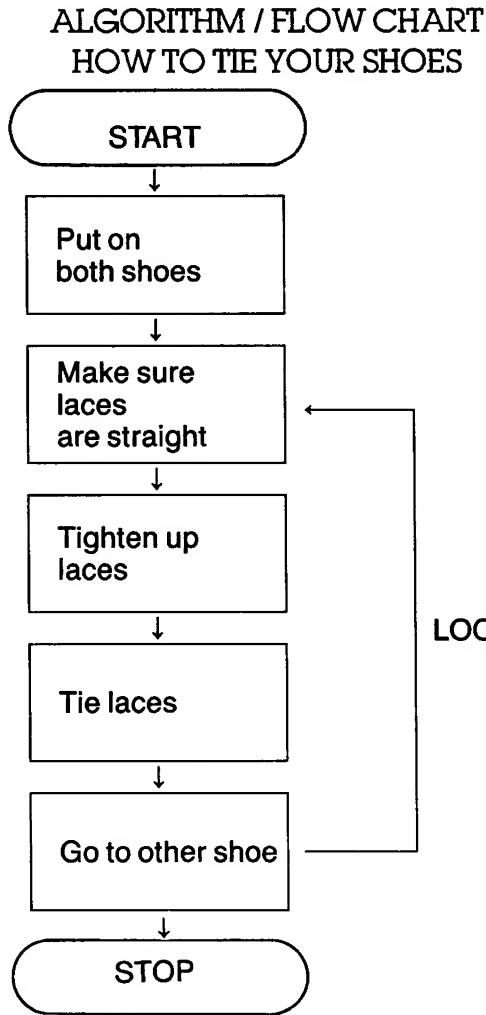 ALGORITHM / FLOW CHART
HOW TO TIE YOUR SHOES
START
Put on
both shoes
Make sure
laces
are straight
Tighten up
laces
Tie laces
Go to other shoe
STOP